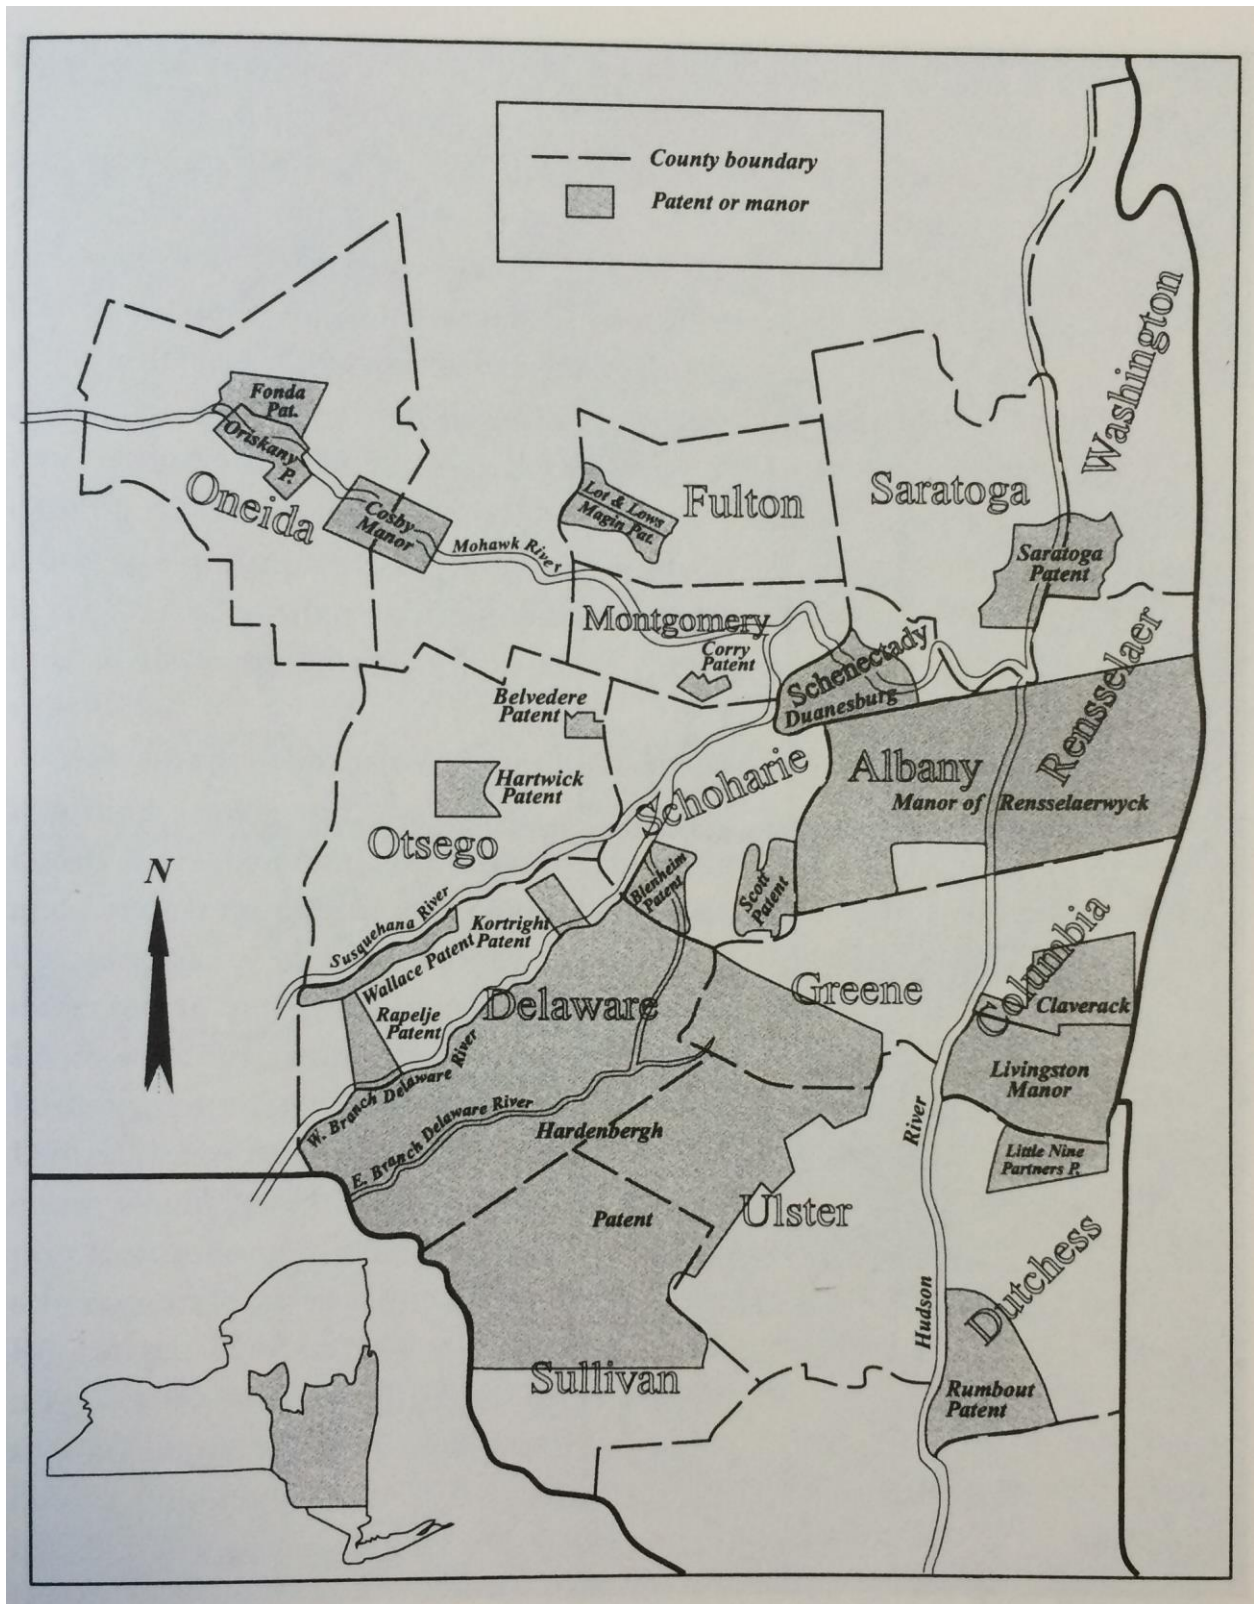 County boundary
Patent or manor
Washington
Fonda
Pat.
Oriskany
P.
Oneida
Cosby
Manor
Mohawk River
Lot & Lows
Magin Pat.
Fulton
Saratoga
Saratoga
Patent
Montgomery
Corry
Patent
Schenectady
Duanesburg
Rensselaer
Belvedere
Patent
Hartwick
Patent
Otsego
Schoharie
Albany
Manor of Rensselaerwyck
N
Blenheim
Patent
Scott
Patent
Susquehana River
Wallace Patent
Kortright
Patent
Rapelje
Patent
Delaware
Greene
Columbia
Claverack
Livingston
Manor
W. Branch Delaware River
E. Branch Delaware River
Hardenbergh
Patent
Little Nine
Partners P.
Ulster
Hudson
River
Dutchess
Sullivan
Rumbout
Patent